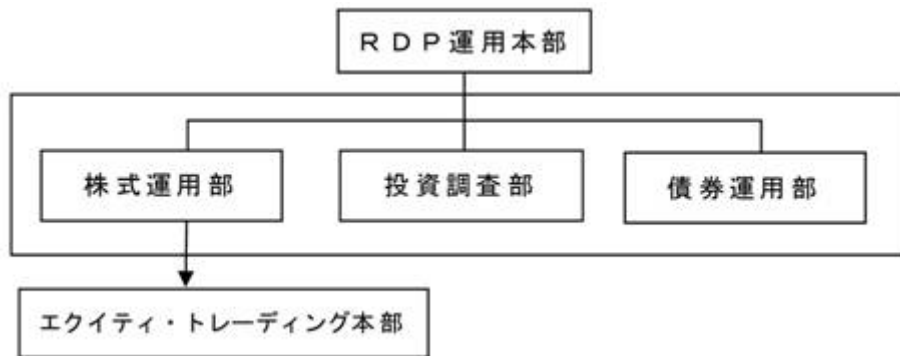 ＲＤＰ運用本部
株式運用部
投資調査部
債券運用部
エクイティ・トレーディング本部